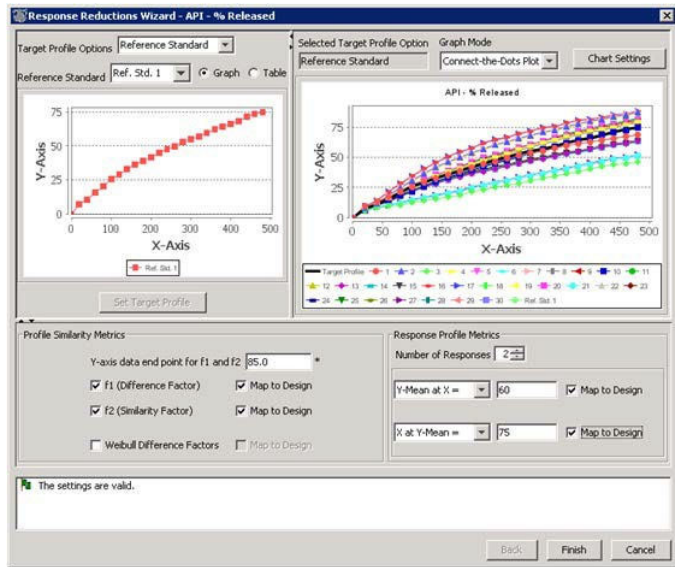 Response Reductions Wizard - API - % Released
Target Profile Options Reference Standard
Reference Standard Ref. Std. 1 Graph Table
75
50
25
0
Y-Axis
0 100 200 300 400 500
X-Axis
Ref. Std. 1
Set Target Profile
Selected Target Profile Option Graph Mode
Reference Standard Connect-the-Dots Plot Chart Settings
API - % Released
75
50
25
0
Y-Axis
0 50 100 150 200 250 300 350 400 450 500
X-Axis
Target Profile 1 2 3 4 5 6 7 8 9 10 11
12 13 14 15 16 17 18 19 20 21 22 23
24 25 26 27 28 29 30 Ref. Std. 1
Profile Similarity Metrics
Y-axis data end point for f1 and f2 85.0 *
f1 (Difference Factor) Map to Design
f2 (Similarity Factor) Map to Design
Weibull Difference Factors Map to Design
Response Profile Metrics
Number of Responses 2
Y-Mean at X = 60 Map to Design
X at Y-Mean = 75 Map to Design
The settings are valid.
Back Finish Cancel